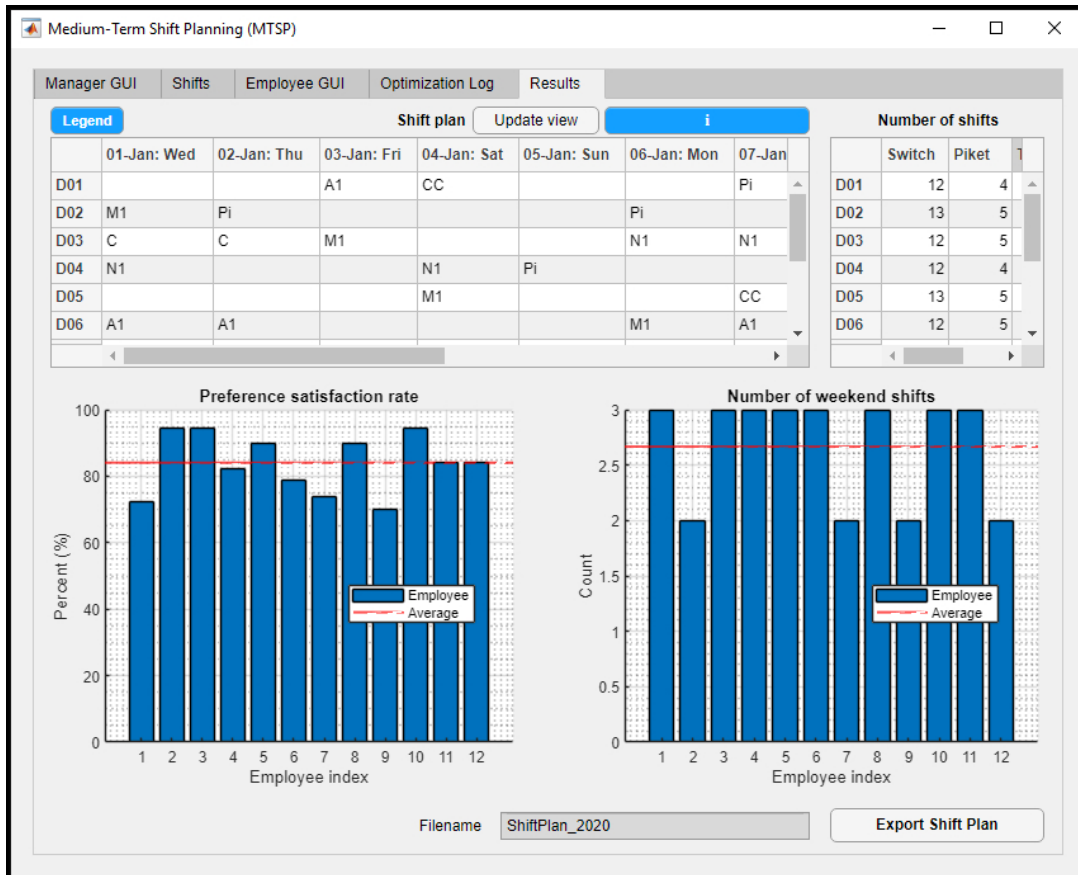 Medium-Term Shift Planning (MTSP)
Manager GUI Shifts Employee GUI Optimization Log Results
Legend Shift plan Update view i Number of shifts
01-Jan: Wed 02-Jan: Thu 03-Jan: Fri 04-Jan: Sat 05-Jan: Sun 06-Jan: Mon 07-Jan Switch Piket
D01 A1 CC Pi D01 12 4
D02 M1 Pi Pi D02 13 5
D03 C C M1 N1 N1 D03 12 5
D04 N1 N1 Pi D04 12 4
D05 M1 CC D05 13 5
D06 A1 A1 M1 A1 D06 12 5
Preference satisfaction rate
100
80
60
40
20
0
Percent (%)
Employee
Average
1 2 3 4 5 6 7 8 9 10 11 12
Employee index
Number of weekend shifts
3
2.5
2
1.5
1
0.5
0
Count
Employee
Average
1 2 3 4 5 6 7 8 9 10 11 12
Employee index
Filename ShiftPlan_2020 Export Shift Plan